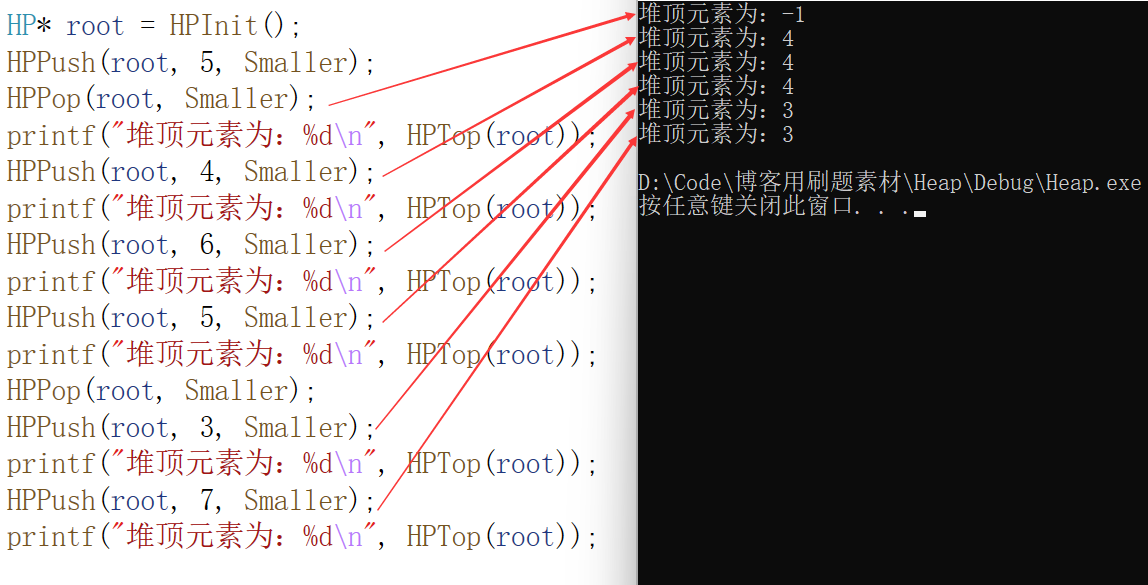 HP* root = HPInit();
HPPush(root, 5, Smaller);
HPPop(root, Smaller);
printf("堆顶元素为：%d\n", HPTop(root));
HPPush(root, 4, Smaller);
printf("堆顶元素为：%d\n", HPTop(root));
HPPush(root, 6, Smaller);
printf("堆顶元素为：%d\n", HPTop(root));
HPPush(root, 5, Smaller);
printf("堆顶元素为：%d\n", HPTop(root));
HPPop(root, Smaller);
HPPush(root, 3, Smaller);
printf("堆顶元素为：%d\n", HPTop(root));
HPPush(root, 7, Smaller);
printf("堆顶元素为：%d\n", HPTop(root));
堆顶元素为：-1
堆顶元素为：4
堆顶元素为：4
堆顶元素为：4
堆顶元素为：3
堆顶元素为：3
D:\Code\博客用刷题素材\Heap\Debug\Heap.exe
按任意键关闭此窗口. . .